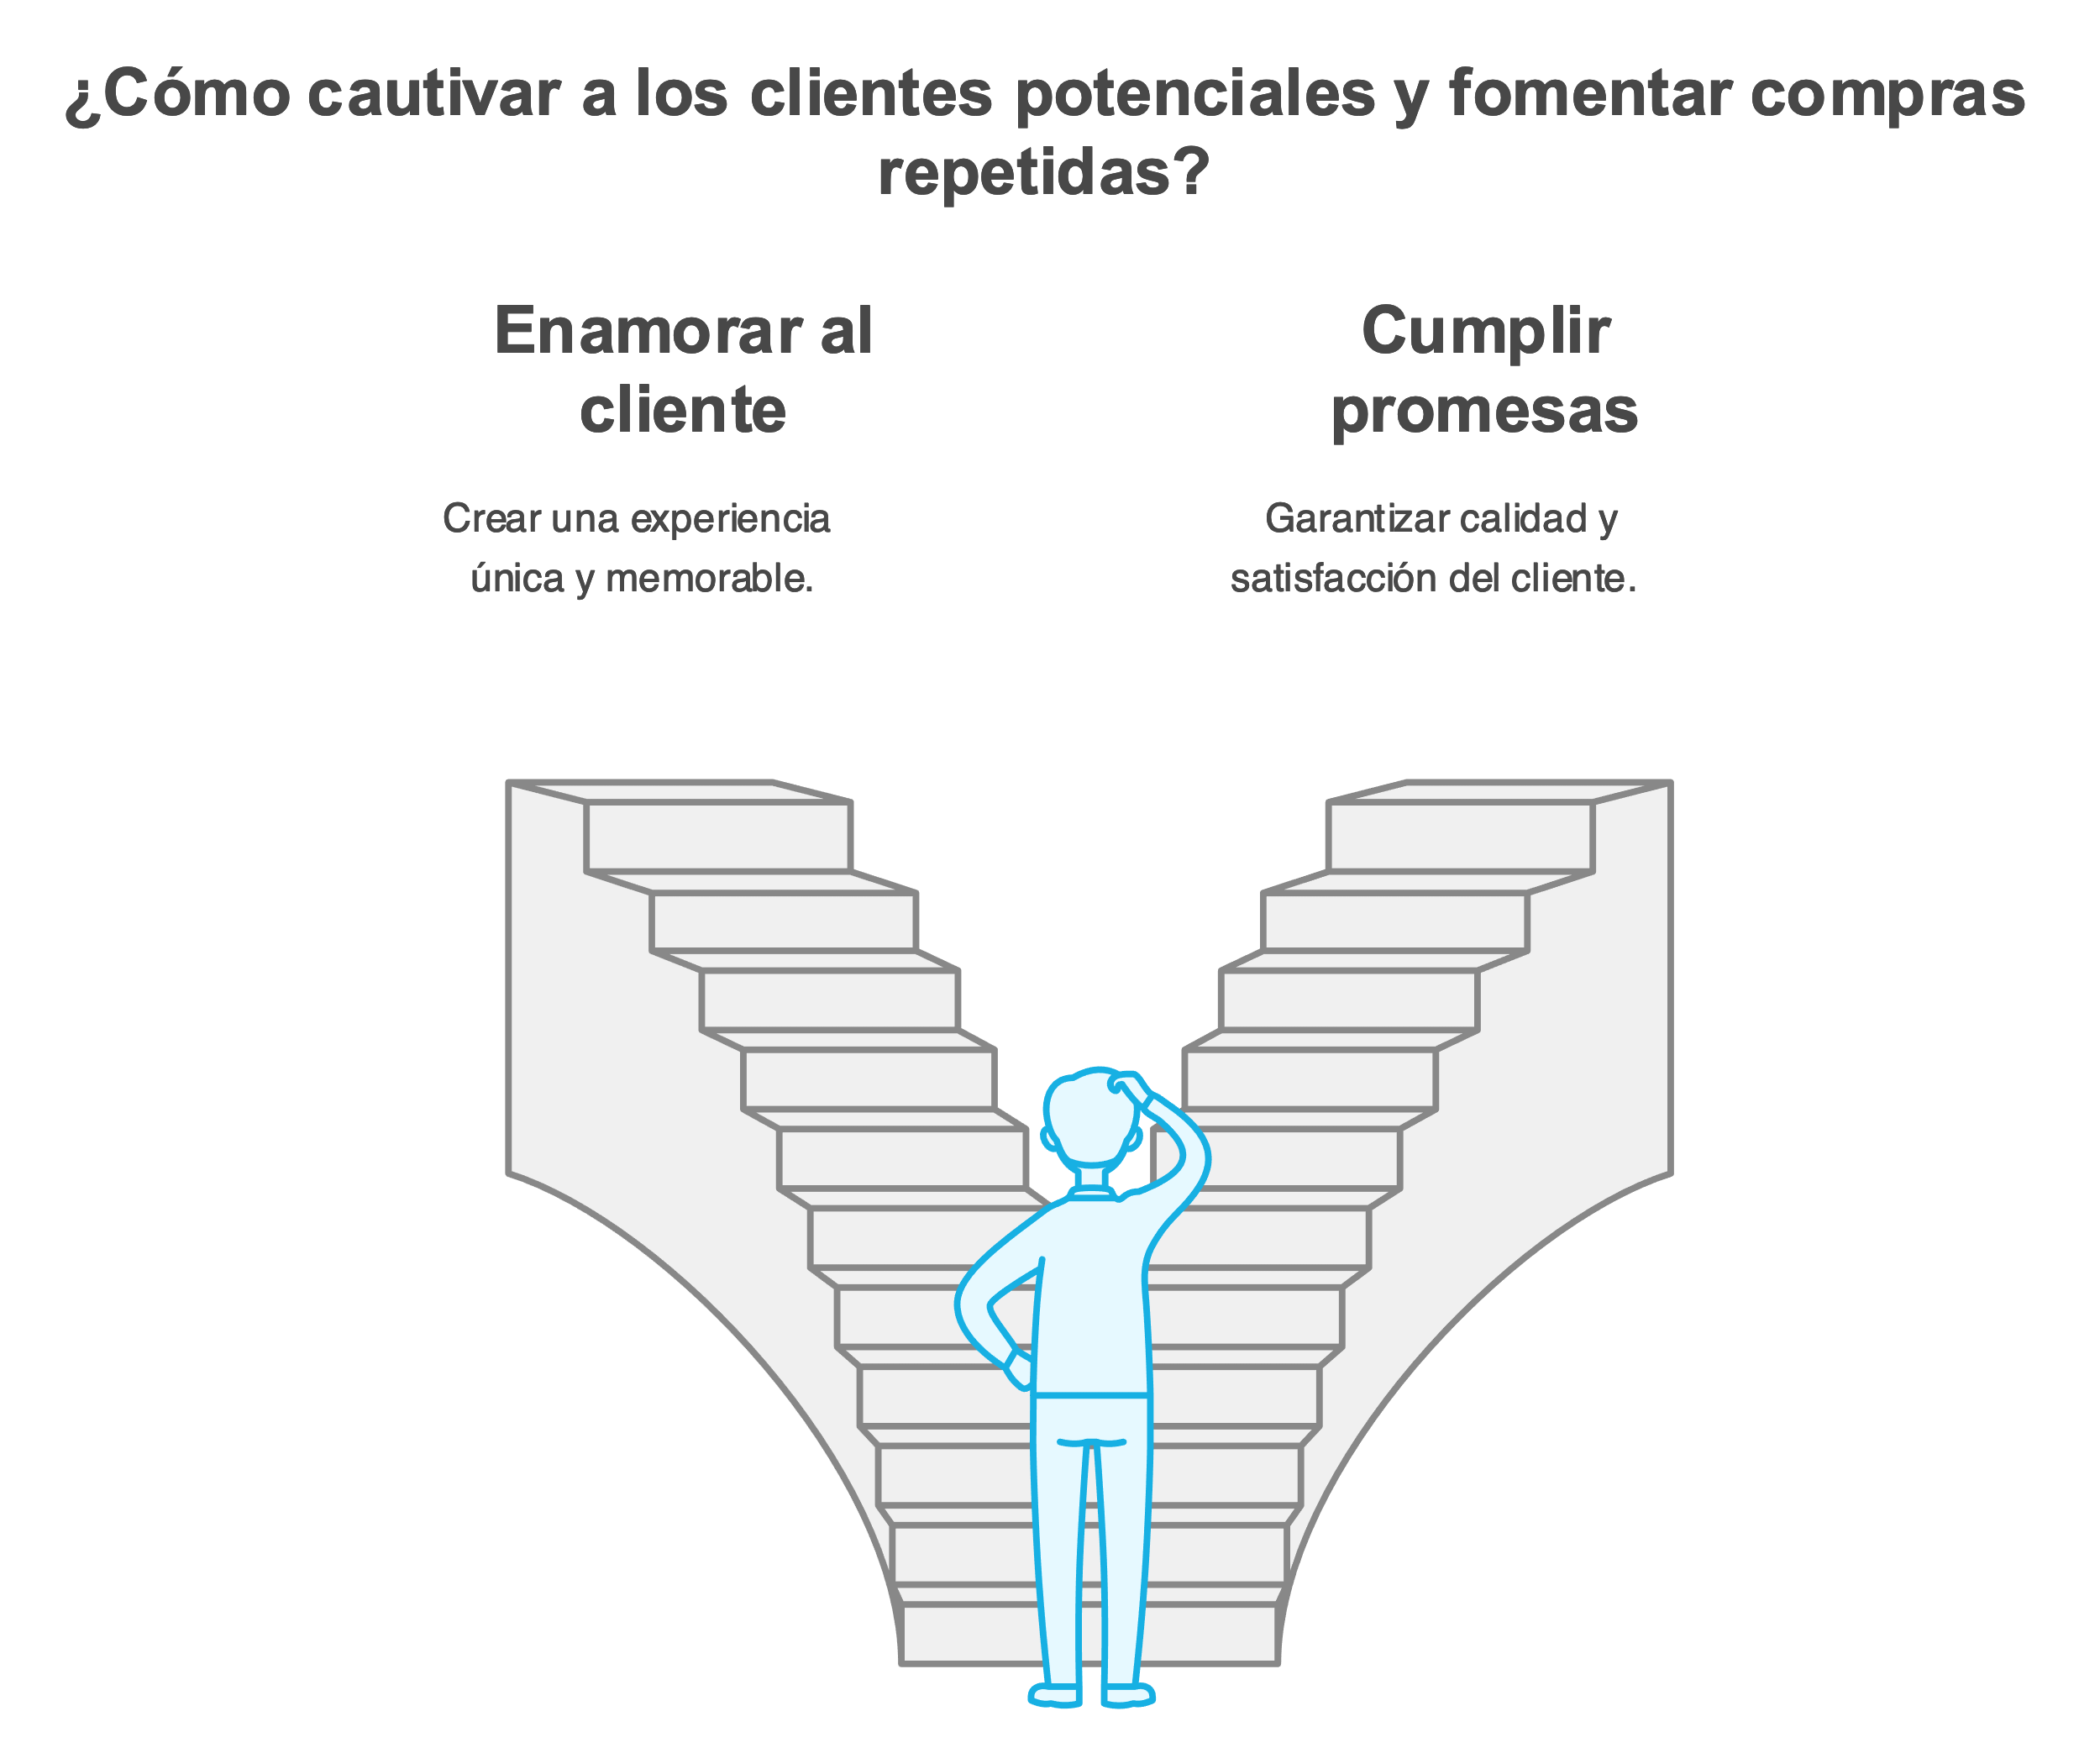 ¿Cómo cautivar a los clientes potenciales y fomentar compras
repetidas?
Enamorar al
cliente
Crear una experiencia
única y memorable.
Cumplir
promesas
Garantizar calidad y
satisfacción del cliente.